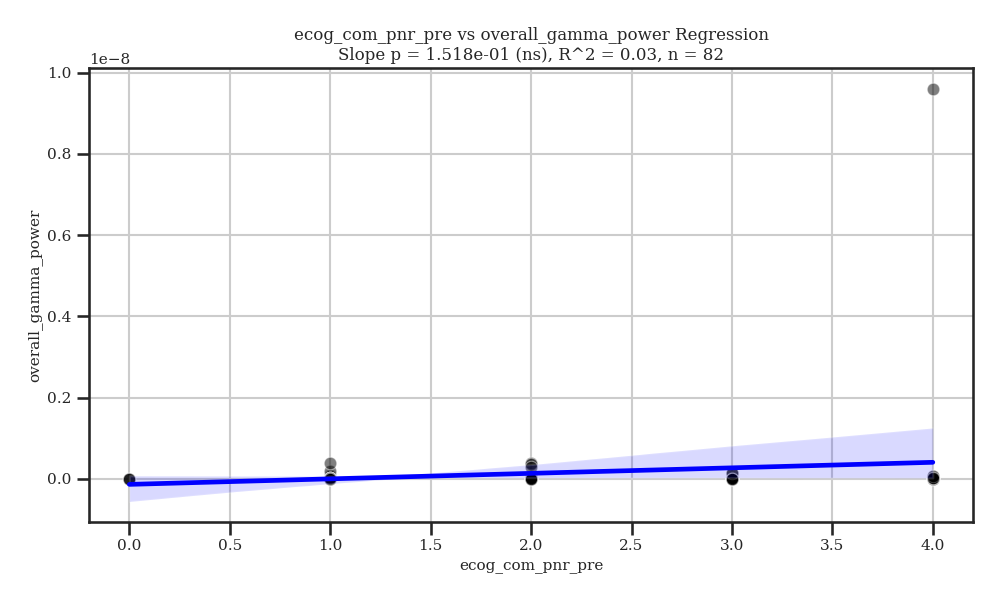 ecog_com_pnr_pre vs overall_gamma_power Regression
Slope p = 1.518e-01 (ns), R^2 = 0.03, n = 82
1e−8
1.0
0.8
0.6
0.4
0.2
0.0
overall_gamma_power
0.0 0.5 1.0 1.5 2.0 2.5 3.0 3.5 4.0
ecog_com_pnr_pre